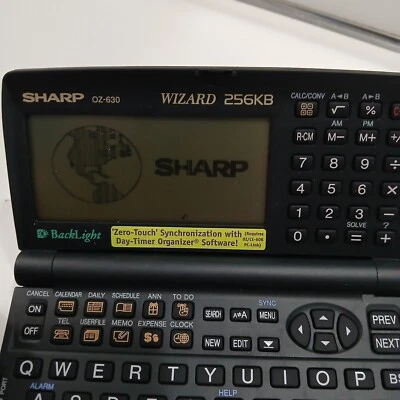 SHARP OZ-630 WIZARD 256KB
SHARP
BackLight
'Zero-Touch' Synchronization with
Day-Timer Organizer® Software!
CALC/CONV A◄B A►B
√ %
AM PM
R·CM M- M+
7 8 9 ÷
4 5 6 ×
1 2 3 -
SOLVE
0 . = +
CANCEL CALENDAR DAILY SCHEDULE ANN TO DO
ON
TEL USERFILE MEMO EXPENSE CLOCK
OFF
SYNC
SEARCH MENU
NEW EDIT
PREV
NEXT
Q W E R T Y U I O P BS
ALARM HELP
PORT